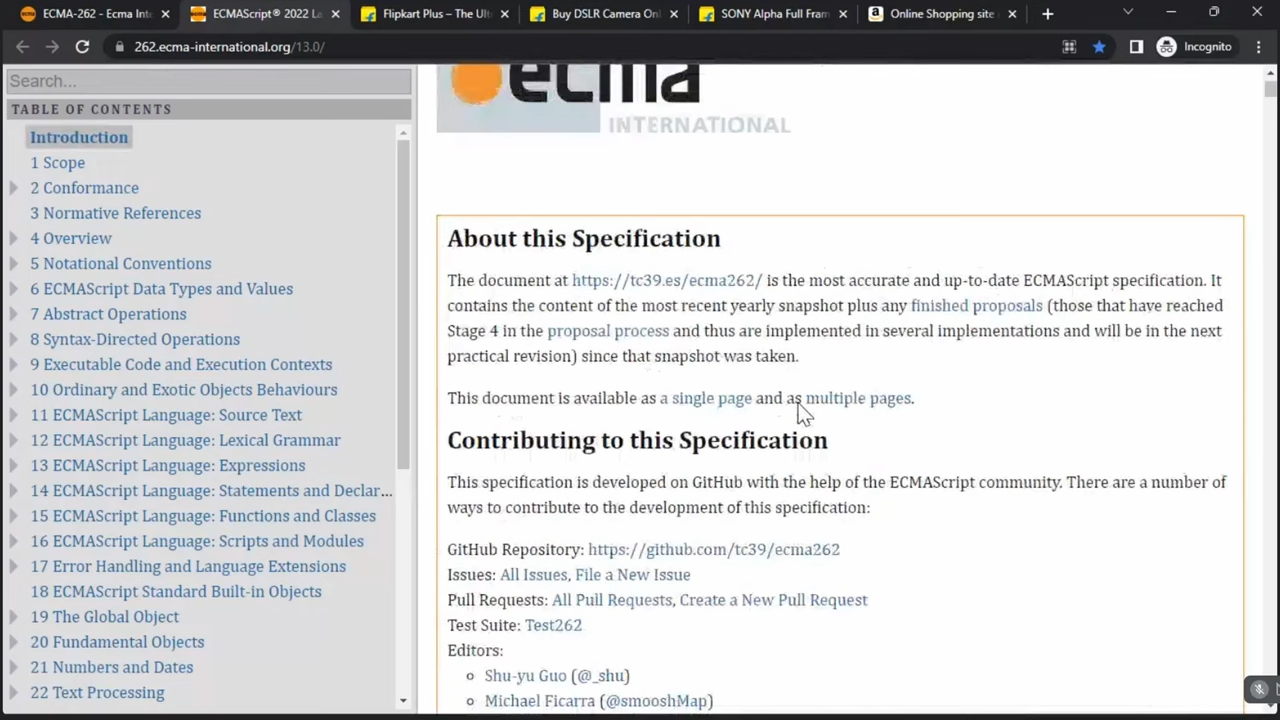 ECMA-262 - Ecma Inte
ECMAScript® 2022 La
Flipkart Plus – The Ult
Buy DSLR Camera Onl
SONY Alpha Full Fram
Online Shopping site
262.ecma-international.org/13.0/
Incognito
Search...
TABLE OF CONTENTS
Introduction
1 Scope
2 Conformance
3 Normative References
4 Overview
5 Notational Conventions
6 ECMAScript Data Types and Values
7 Abstract Operations
8 Syntax-Directed Operations
9 Executable Code and Execution Contexts
10 Ordinary and Exotic Objects Behaviours
11 ECMAScript Language: Source Text
12 ECMAScript Language: Lexical Grammar
13 ECMAScript Language: Expressions
14 ECMAScript Language: Statements and Declar...
15 ECMAScript Language: Functions and Classes
16 ECMAScript Language: Scripts and Modules
17 Error Handling and Language Extensions
18 ECMAScript Standard Built-in Objects
19 The Global Object
20 Fundamental Objects
21 Numbers and Dates
22 Text Processing
ecma
INTERNATIONAL
About this Specification
The document at https://tc39.es/ecma262/ is the most accurate and up-to-date ECMAScript specification. It
contains the content of the most recent yearly snapshot plus any finished proposals (those that have reached
Stage 4 in the proposal process and thus are implemented in several implementations and will be in the next
practical revision) since that snapshot was taken.
This document is available as a single page and as multiple pages.
Contributing to this Specification
This specification is developed on GitHub with the help of the ECMAScript community. There are a number of
ways to contribute to the development of this specification:
GitHub Repository: https://github.com/tc39/ecma262
Issues: All Issues, File a New Issue
Pull Requests: All Pull Requests, Create a New Pull Request
Test Suite: Test262
Editors:
Shu-yu Guo (@_shu)
Michael Ficarra (@smooshMap)